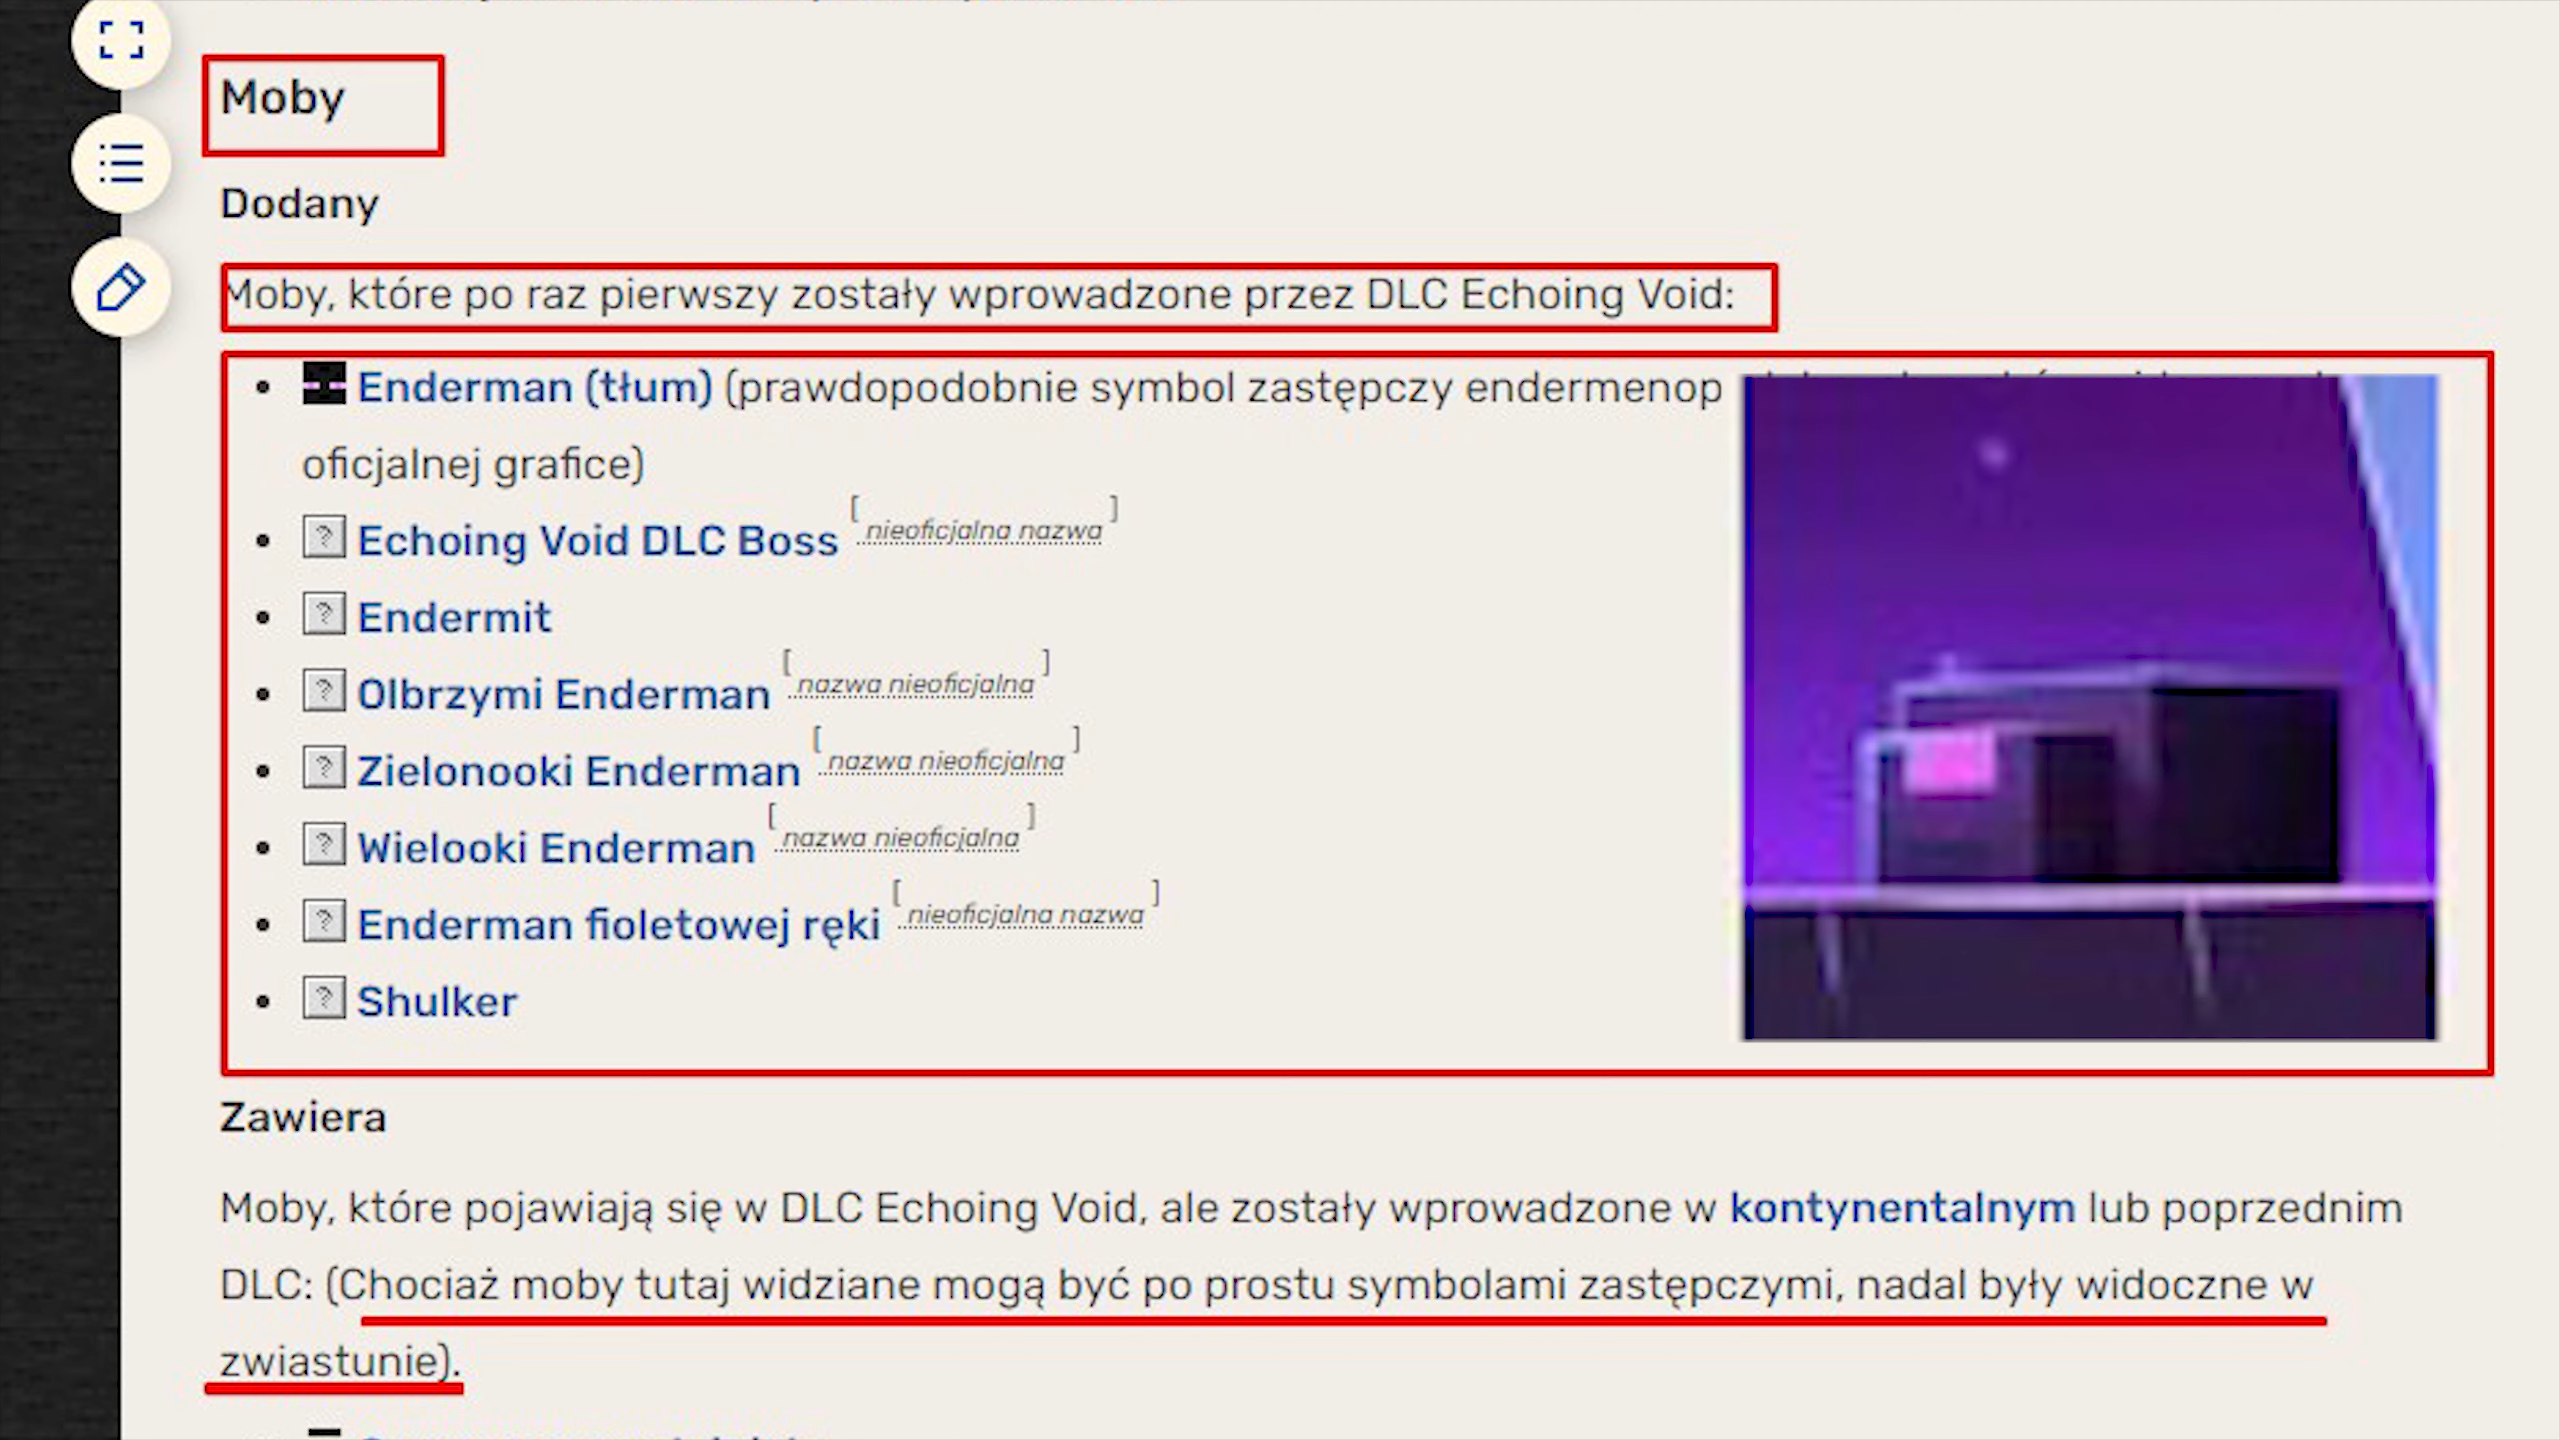 Moby
Dodany
Moby, które po raz pierwszy zostały wprowadzone przez DLC Echoing Void:
Enderman (tłum) (prawdopodobnie symbol zastępczy endermenop
oficjalnej grafice)
Echoing Void DLC Boss [nieoficjalna nazwa]
Endermit
Olbrzymi Enderman [nazwa nieoficjalna]
Zielonooki Enderman [nazwa nieoficjalna]
Wielooki Enderman [nazwa nieoficjalna]
Enderman fioletowej ręki [nieoficjalna nazwa]
Shulker
Zawiera
Moby, które pojawiają się w DLC Echoing Void, ale zostały wprowadzone w kontynentalnym lub poprzednim
DLC: (Chociaż moby tutaj widziane mogą być po prostu symbolami zastępczymi, nadal były widoczne w
zwiastunie).